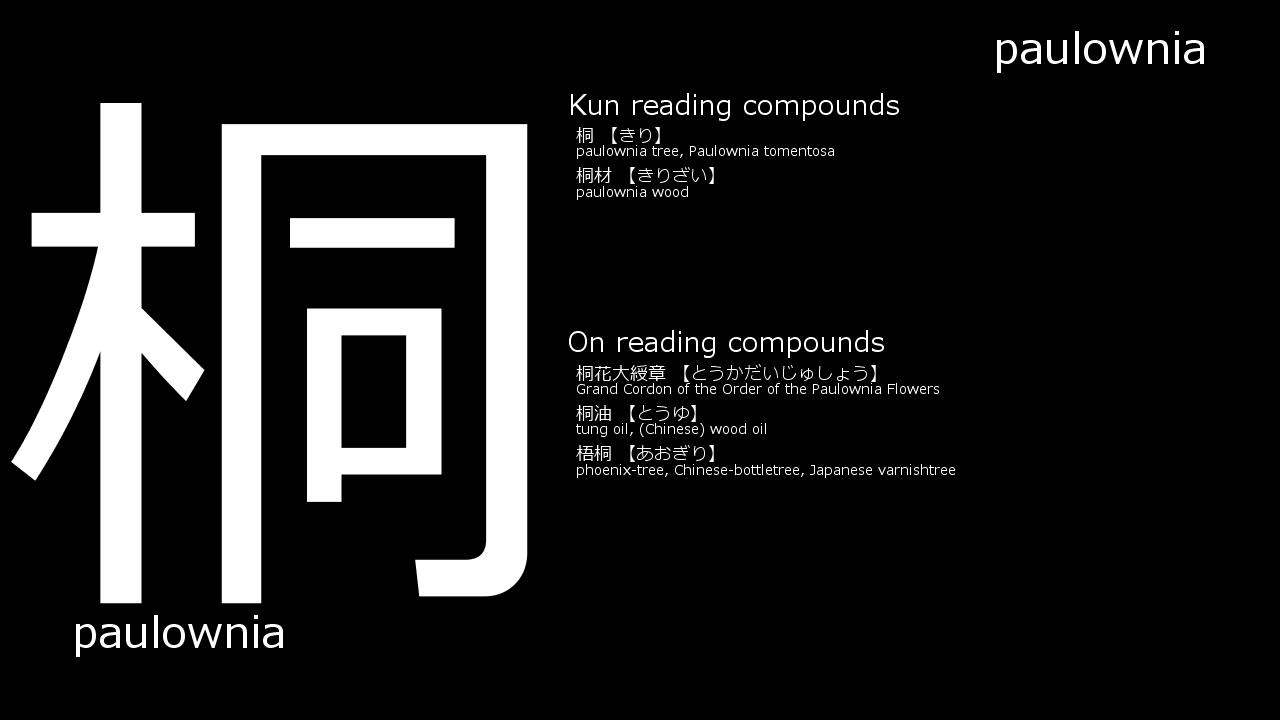 paulownia
桐
Kun reading compounds
桐 【きり】
paulownia tree, Paulownia tomentosa
桐材 【きりざい】
paulownia wood
On reading compounds
桐花大綬章 【とうかだいじゅしょう】
Grand Cordon of the Order of the Paulownia Flowers
桐油 【とうゆ】
tung oil, (Chinese) wood oil
梧桐 【あおぎり】
phoenix-tree, Chinese-bottletree, Japanese varnishtree
paulownia